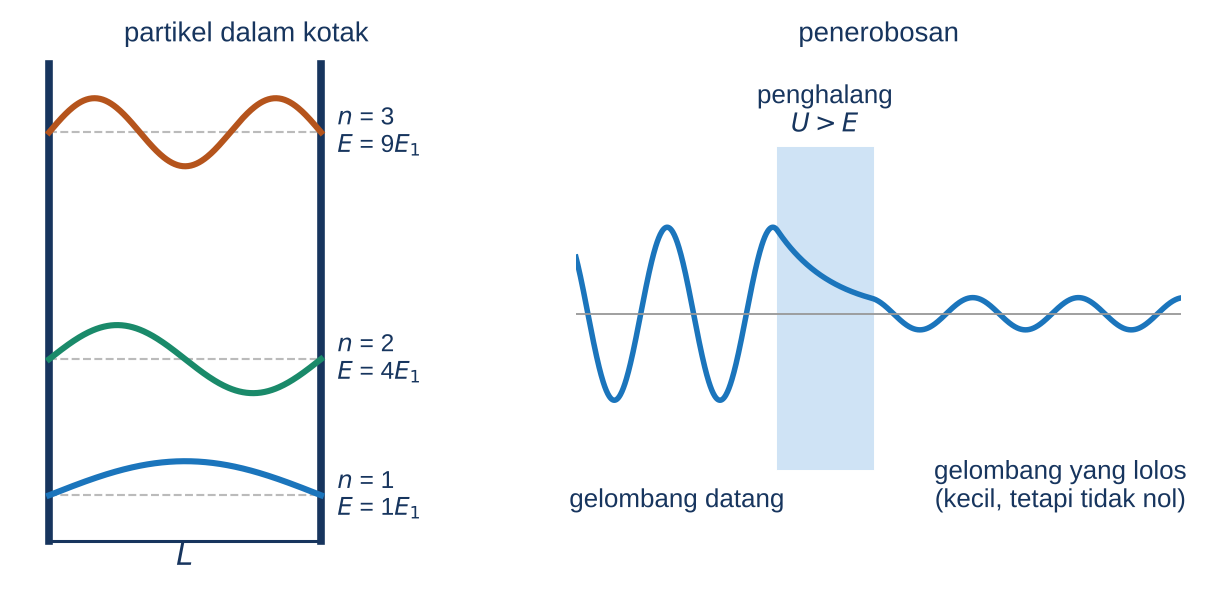 partikel dalam kotak
n = 3
E = 9E₁
n = 2
E = 4E₁
n = 1
E = 1E₁
L
penerobosan
penghalang
U > E
gelombang datang
gelombang yang lolos
(kecil, tetapi tidak nol)